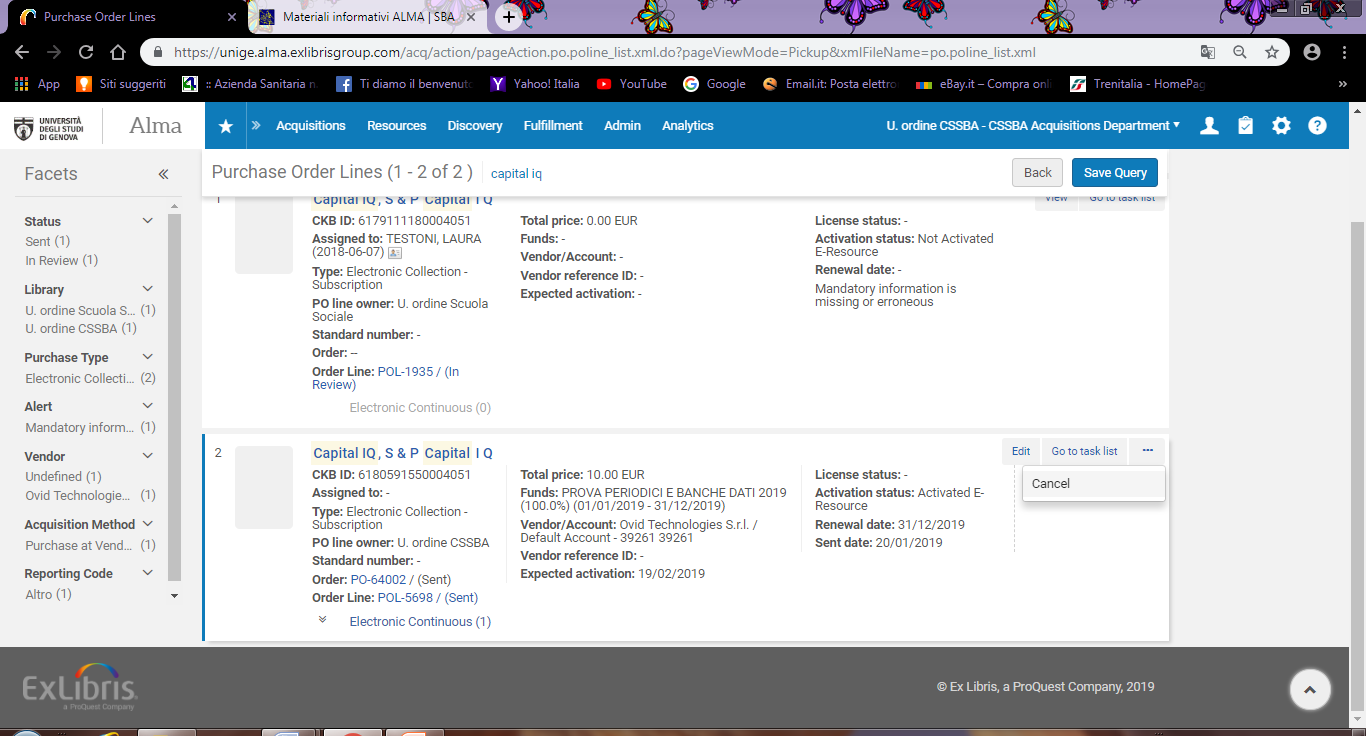 Purchase Order Lines
Materiali informativi ALMA | SBA
https://unige.alma.exlibrisgroup.com/acq/action/pageAction.po.poline_list.xml.do?pageViewMode=Pickup&xmlFileName=po.poline_list.xml
App
Siti suggeriti
:: Azienda Sanitaria n
Ti diamo il benvenuto
Yahoo! Italia
YouTube
Google
Email.it: Posta elettro
eBay.it – Compra onl
Trenitalia - HomePag
UNIVERSITÀ
DEGLI STUDI
DI GENOVA
Alma
Acquisitions
Resources
Discovery
Fulfillment
Admin
Analytics
U. ordine CSSBA - CSSBA Acquisitions Department
Facets
Purchase Order Lines (1 - 2 of 2 )
capital iq
Back
Save Query
Status
Sent (1)
In Review (1)
Library
U. ordine Scuola S... (1)
U. ordine CSSBA (1)
Purchase Type
Electronic Collecti... (2)
Alert
Mandatory inform... (1)
Vendor
Undefined (1)
Ovid Technologie... (1)
Acquisition Method
Purchase at Vend... (1)
Reporting Code
Altro (1)
1
Capital IQ, S & P Capital I Q
View
Go to task list
CKB ID: 6179111180004051
Assigned to: TESTONI, LAURA
(2018-06-07)
Type: Electronic Collection -
Subscription
PO line owner: U. ordine Scuola
Sociale
Standard number: -
Order: --
Order Line: POL-1935 / (In
Review)
Electronic Continuous (0)
Total price: 0.00 EUR
Funds: -
Vendor/Account: -
Vendor reference ID: -
Expected activation: -
License status: -
Activation status: Not Activated
E-Resource
Renewal date: -
Mandatory information is
missing or erroneous
2
Capital IQ, S & P Capital I Q
Edit
Go to task list
Cancel
CKB ID: 6180591550004051
Assigned to: -
Type: Electronic Collection -
Subscription
PO line owner: U. ordine CSSBA
Standard number: -
Order: PO-64002 / (Sent)
Order Line: POL-5698 / (Sent)
Electronic Continuous (1)
Total price: 10.00 EUR
Funds: PROVA PERIODICI E BANCHE DATI 2019
(100.0%) (01/01/2019 - 31/12/2019)
Vendor/Account: Ovid Technologies S.r.l. /
Default Account - 39261 39261
Vendor reference ID: -
Expected activation: 19/02/2019
License status: -
Activation status: Activated E-
Resource
Renewal date: 31/12/2019
Sent date: 20/01/2019
ExLibris
a ProQuest Company
© Ex Libris, a ProQuest Company, 2019